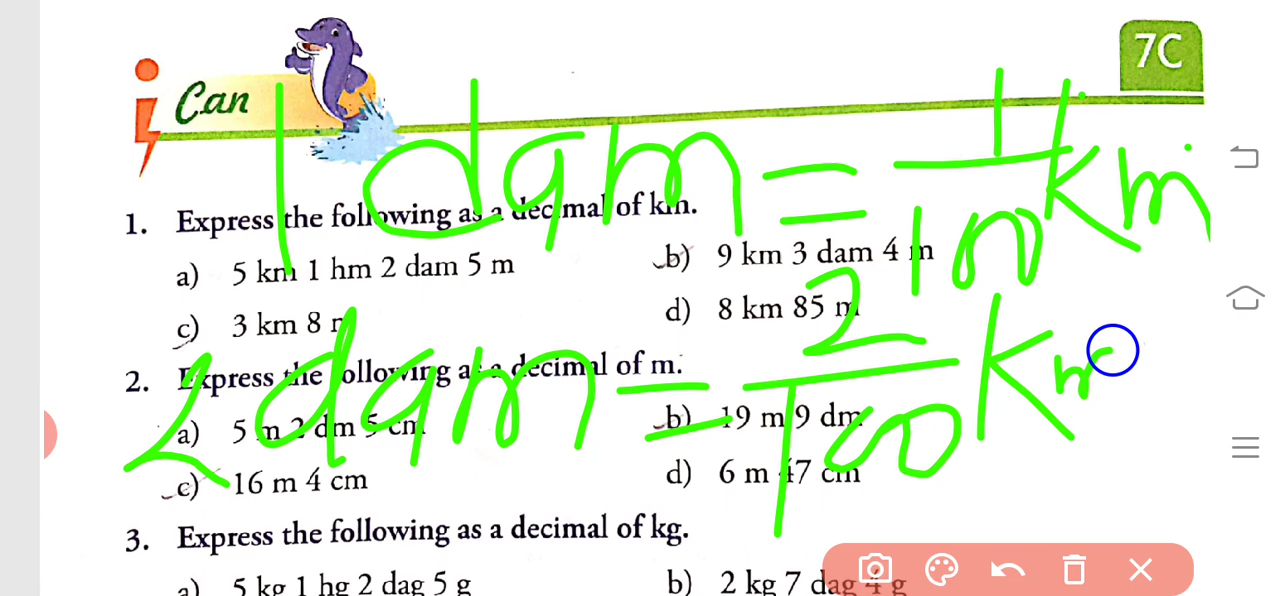 7C
i Can
1 dam = 1/100 km
1. Express the following as a decimal of km.
a) 5 km 1 hm 2 dam 5 m
b) 9 km 3 dam 4 m
c) 3 km 8 m
d) 8 km 85 m
2 dam = 2/100 Km
2. Express the following as a decimal of m.
a) 5 m 2 dm 5 cm
b) 19 m 9 dm
c) 16 m 4 cm
d) 6 m 47 cm
3. Express the following as a decimal of kg.
a) 5 kg 1 hg 2 dag 5 g
b) 2 kg 7 dag 4 g